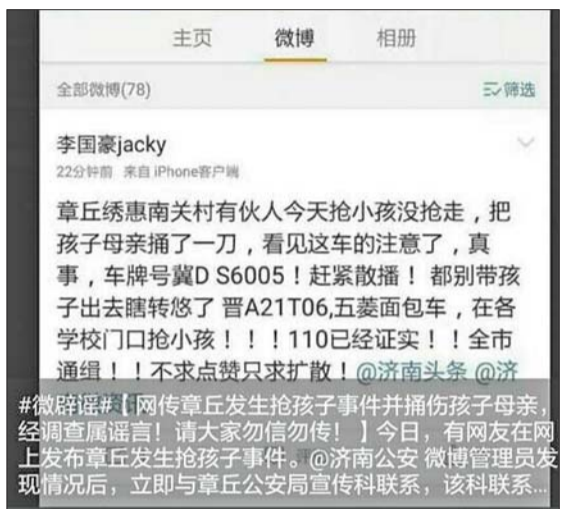 主页 微博 相册
全部微博(78) 筛选
李国豪jacky
22分钟前 来自 iPhone客户端
章丘绣惠南关村有伙人今天抢小孩没抢走，把
孩子母亲捅了一刀，看见这车的注意了，真
事，车牌号冀D S6005！赶紧散播！ 都别带孩
子出去瞎转悠了 晋A21T06,五菱面包车，在各
学校门口抢小孩！！！110已经证实！！全市
通缉！！不求点赞只求扩散！@济南头条 @济
#微辟谣#【网传章丘发生抢孩子事件并捅伤孩子母亲，
经调查属谣言！请大家勿信勿传！】今日，有网友在网
上发布章丘发生抢孩子事件。@济南公安 微博管理员发
现情况后，立即与章丘公安局宣传科联系，该科联系...